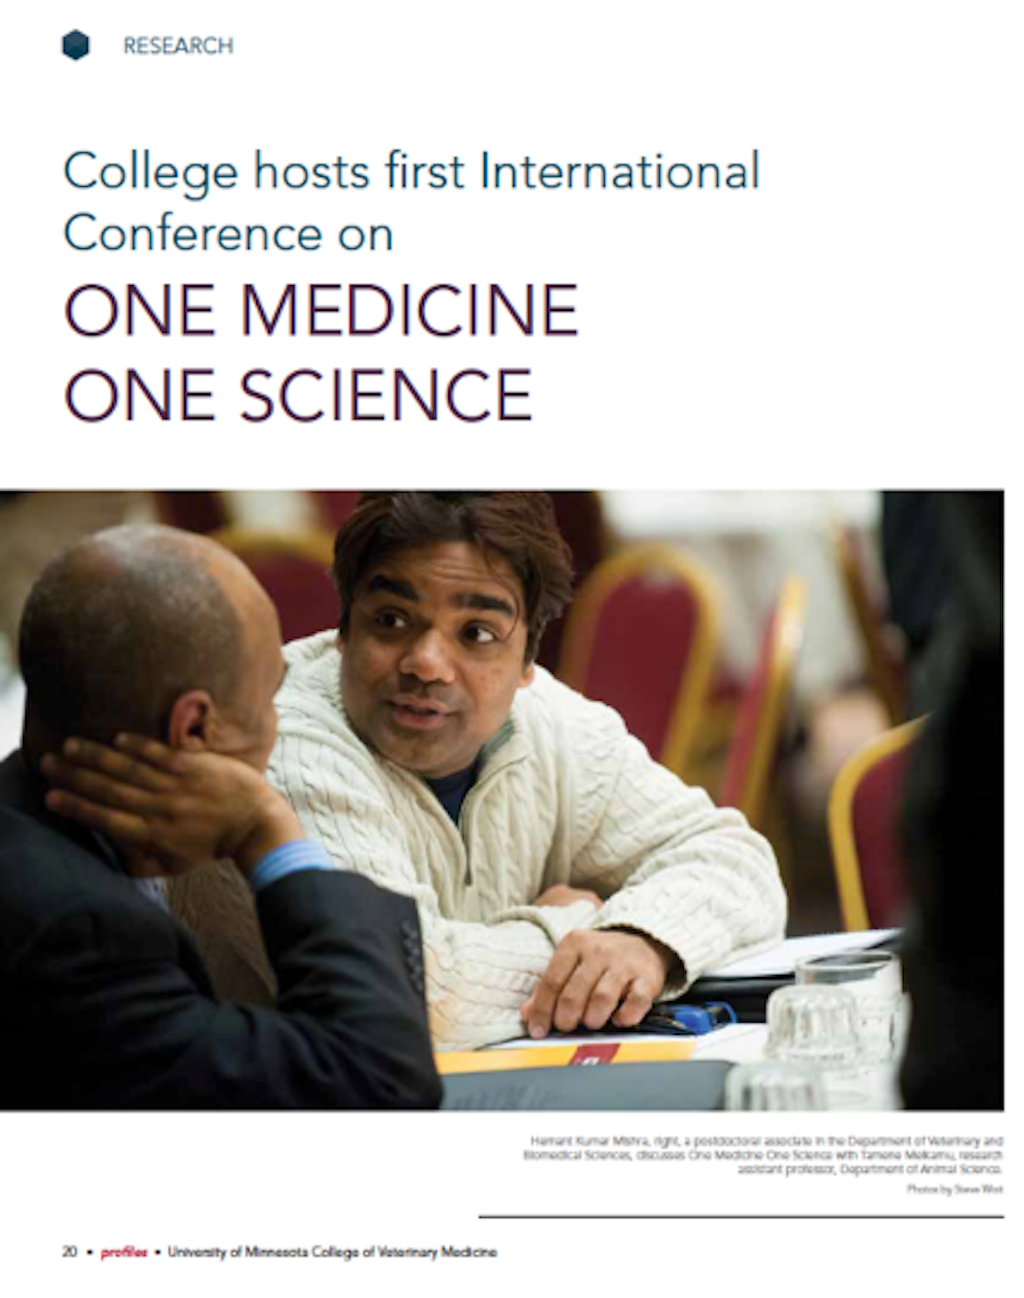 RESEARCH
College hosts first International
Conference on
ONE MEDICINE
ONE SCIENCE
Hemant Kumar Mishra, right, a postdoctoral associate in the Department of Veterinary and
Biomedical Sciences, discusses One Medicine One Science with Tamene Melkamu, research
assistant professor, Department of Animal Science.
Photos by Steve Woit
20 • profiles • University of Minnesota College of Veterinary Medicine